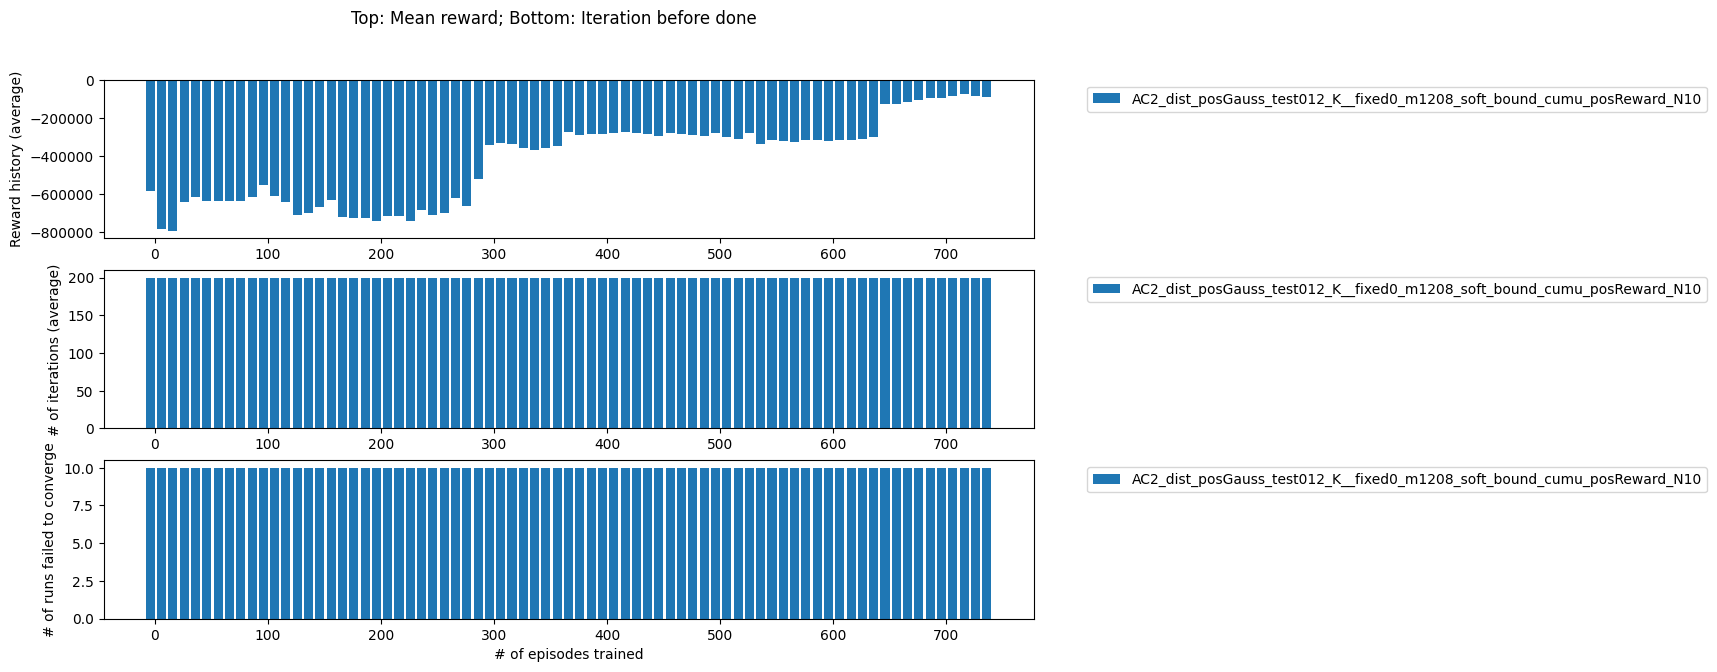 Top: Mean reward; Bottom: Iteration before done
Reward history (average)
0
−200000
−400000
−600000
−800000
0 100 200 300 400 500 600 700
AC2_dist_posGauss_test012_K__fixed0_m1208_soft_bound_cumu_posReward_N10
# of iterations (average)
200
150
100
50
0
0 100 200 300 400 500 600 700
AC2_dist_posGauss_test012_K__fixed0_m1208_soft_bound_cumu_posReward_N10
# of runs failed to converge
10.0
7.5
5.0
2.5
0.0
0 100 200 300 400 500 600 700
# of episodes trained
AC2_dist_posGauss_test012_K__fixed0_m1208_soft_bound_cumu_posReward_N10